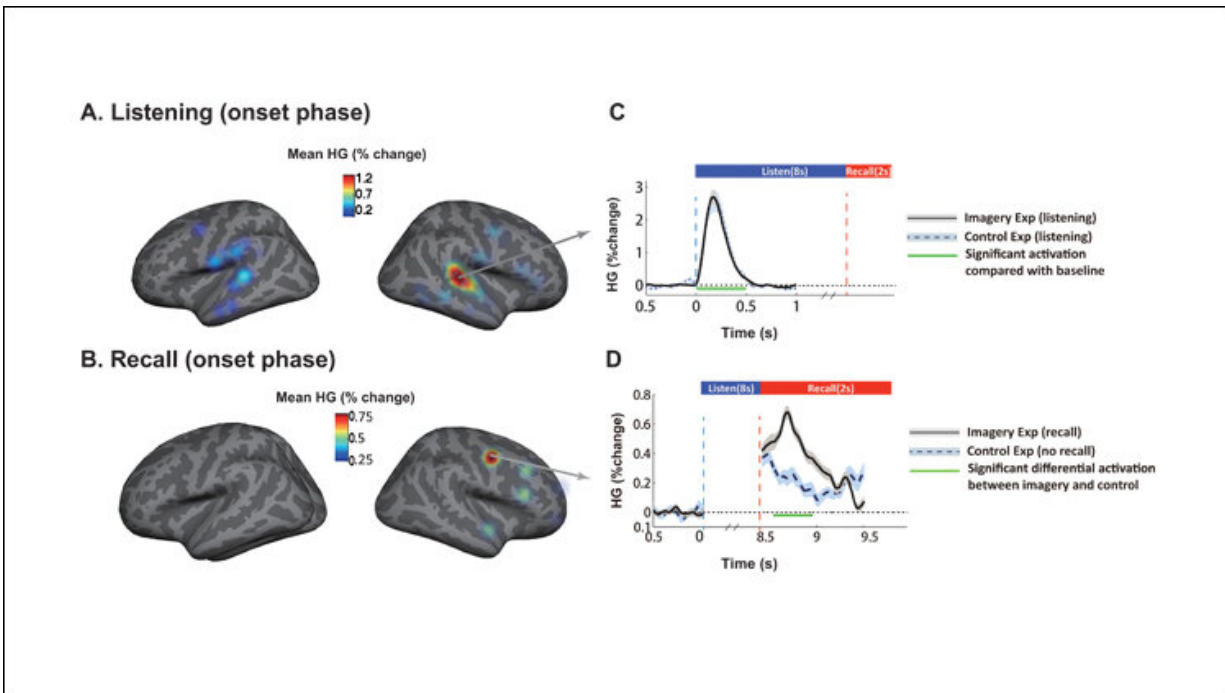 A. Listening (onset phase)
Mean HG (% change)
1.2
0.7
0.2
C
Listen(8s) Recall(2s)
3
2
1
0
HG (%change)
0.5 0 0.5 1
Time (s)
Imagery Exp (listening)
Control Exp (listening)
Significant activation
compared with baseline
B. Recall (onset phase)
Mean HG (% change)
0.75
0.5
0.25
D
Listen(8s) Recall(2s)
0.8
0.6
0.4
0.2
0
0.1
HG (%change)
0.5 0 8.5 9 9.5
Time (s)
Imagery Exp (recall)
Control Exp (no recall)
Significant differential activation
between imagery and control